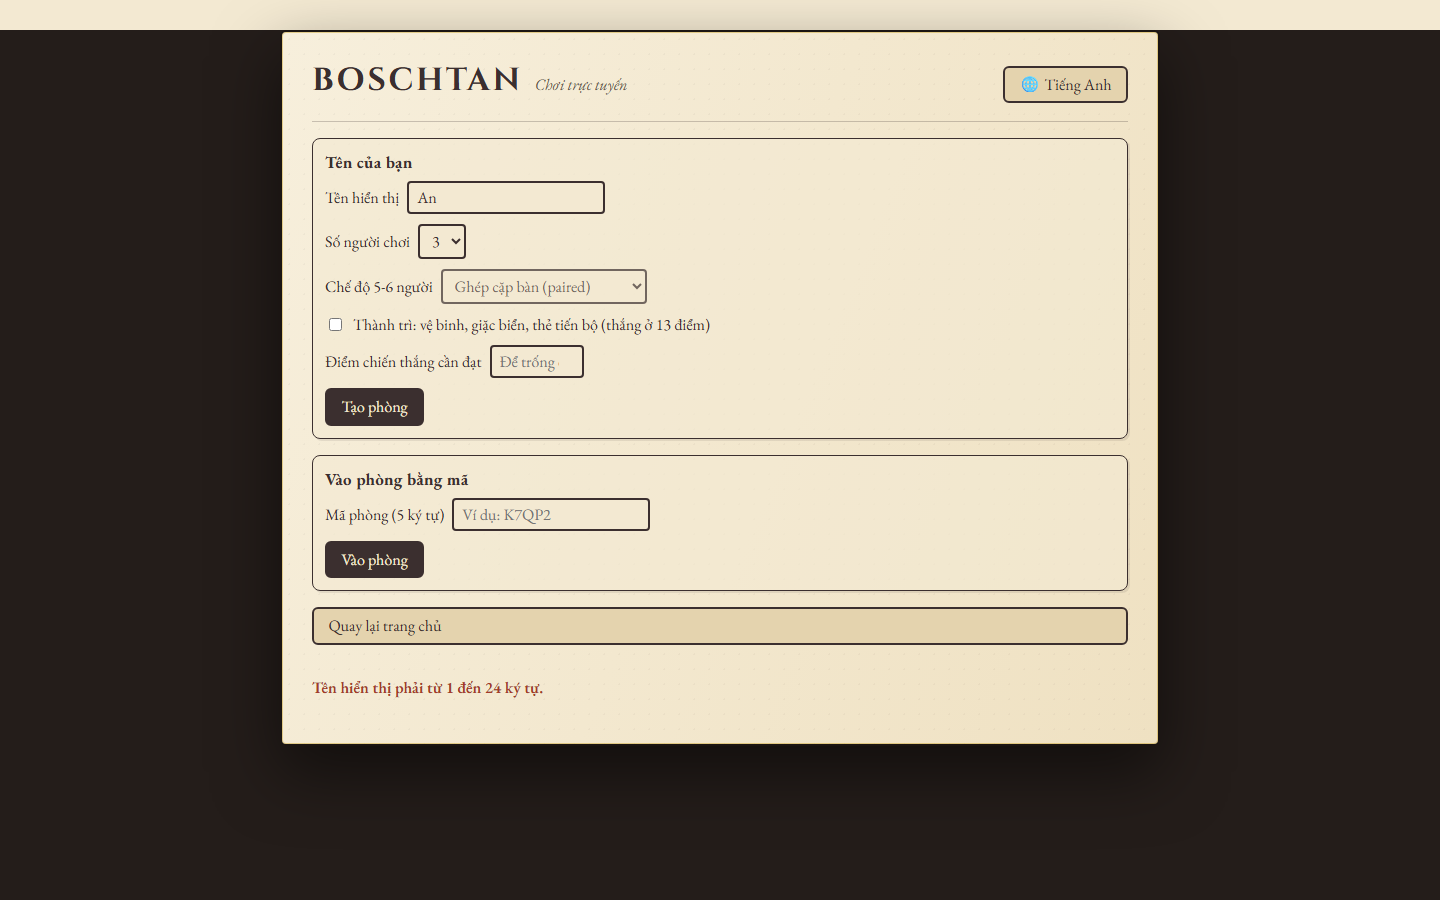 BOSCHTAN Chơi trực tuyến
🌐 Tiếng Anh
Tên của bạn
Tên hiển thị An
Số người chơi 3
Chế độ 5-6 người Ghép cặp bàn (paired)
Thành trì: vệ binh, giặc biển, thẻ tiến bộ (thắng ở 13 điểm)
Điểm chiến thắng cần đạt Để trống
Tạo phòng
Vào phòng bằng mã
Mã phòng (5 ký tự) Ví dụ: K7QP2
Vào phòng
Quay lại trang chủ
Tên hiển thị phải từ 1 đến 24 ký tự.